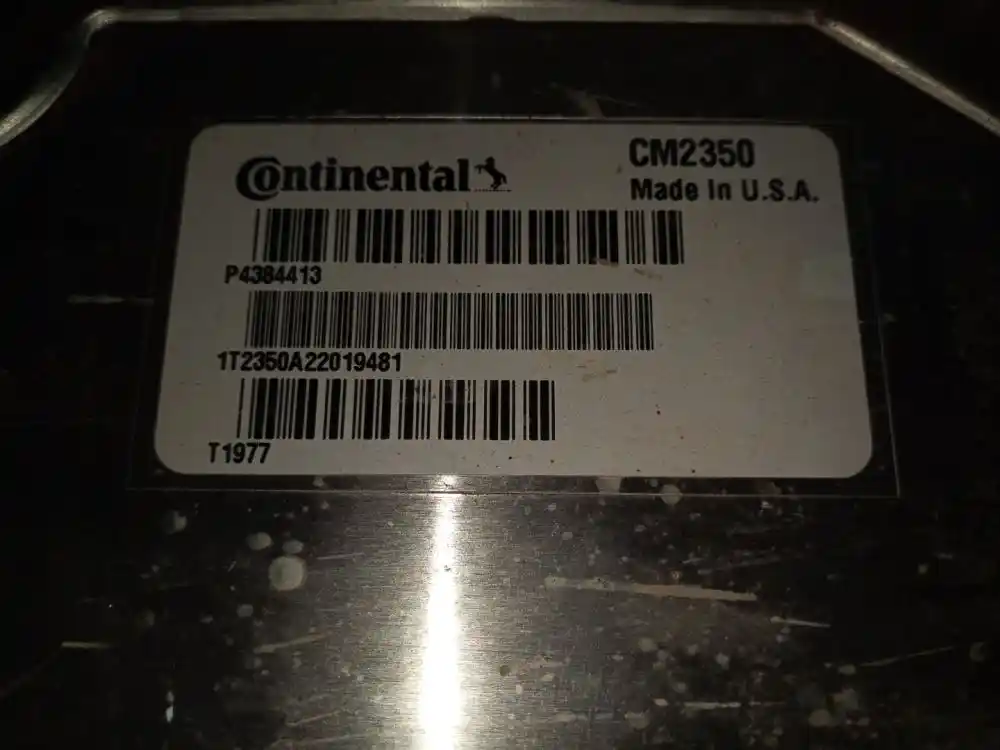 Continental
CM2350
Made In U.S.A.
P4384413
1T2350A22019481
T1977